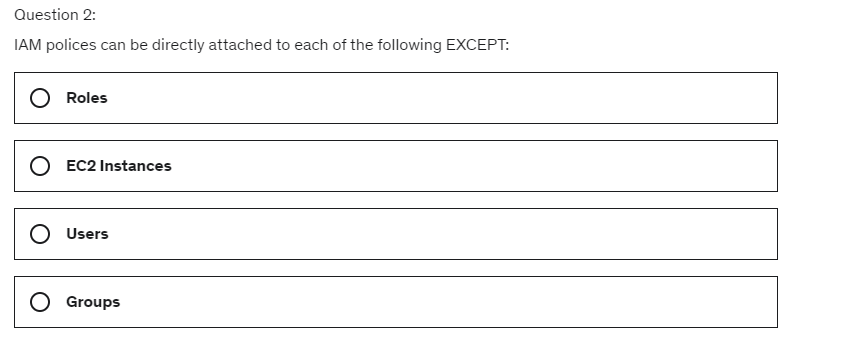 Question 2:
IAM polices can be directly attached to each of the following EXCEPT:
Roles
EC2 Instances
Users
Groups